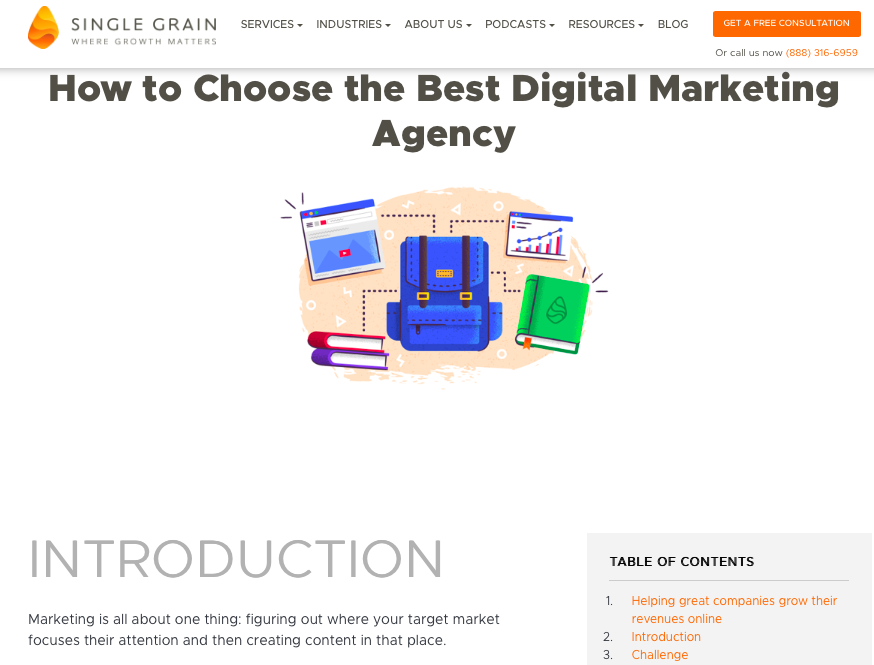 SINGLE GRAIN
WHERE GROWTH MATTERS
SERVICES INDUSTRIES ABOUT US PODCASTS RESOURCES BLOG
GET A FREE CONSULTATION
Or call us now (888) 316-6959
How to Choose the Best Digital Marketing
Agency
INTRODUCTION
Marketing is all about one thing: figuring out where your target market
focuses their attention and then creating content in that place.
TABLE OF CONTENTS
1. Helping great companies grow their
revenues online
2. Introduction
3. Challenge